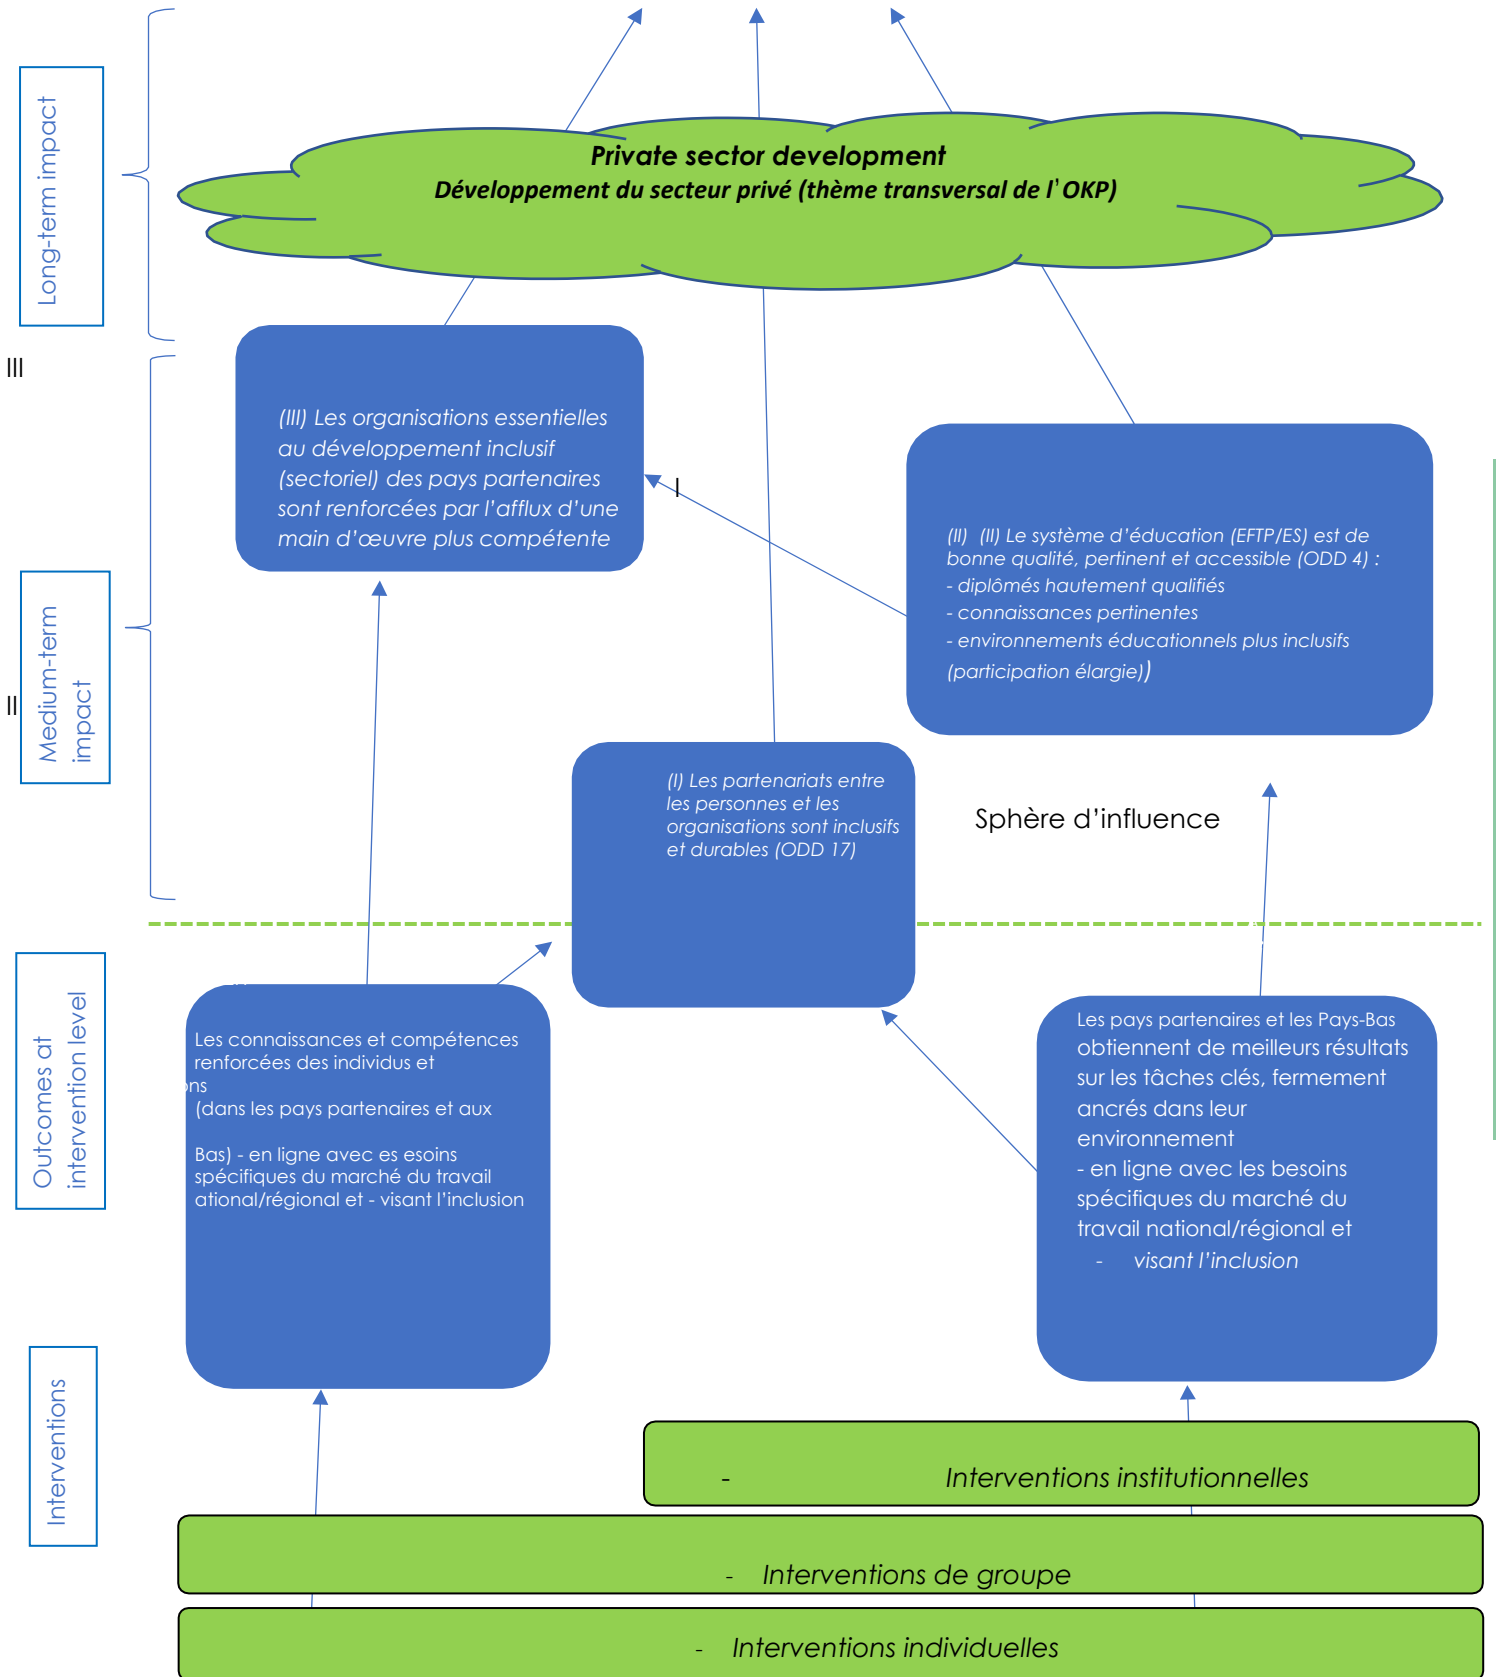 Private sector development
Développement du secteur privé (thème transversal de l'OKP)
Long-term impact
III
(III) Les organisations essentielles
au développement inclusif
(sectoriel) des pays partenaires
sont renforcées par l'afflux d'une
main d'œuvre plus compétente
I
(II) (II) Le système d'éducation (EFTP/ES) est de
bonne qualité, pertinent et accessible (ODD 4) :
- diplômés hautement qualifiés
- connaissances pertinentes
- environnements éducationnels plus inclusifs
(participation élargie))
Medium-term
impact
II
(I) Les partenariats entre
les personnes et les
organisations sont inclusifs
et durables (ODD 17)
Sphère d'influence
Outcomes at
intervention level
Les connaissances et compétences
renforcées des individus et
ons
(dans les pays partenaires et aux
Bas) - en ligne avec es esoins
spécifiques du marché du travail
ational/régional et - visant l'inclusion
Les pays partenaires et les Pays-Bas
obtiennent de meilleurs résultats
sur les tâches clés, fermement
ancrés dans leur
environnement
- en ligne avec les besoins
spécifiques du marché du
travail national/régional et
- visant l'inclusion
Interventions
- Interventions institutionnelles
- Interventions de groupe
- Interventions individuelles